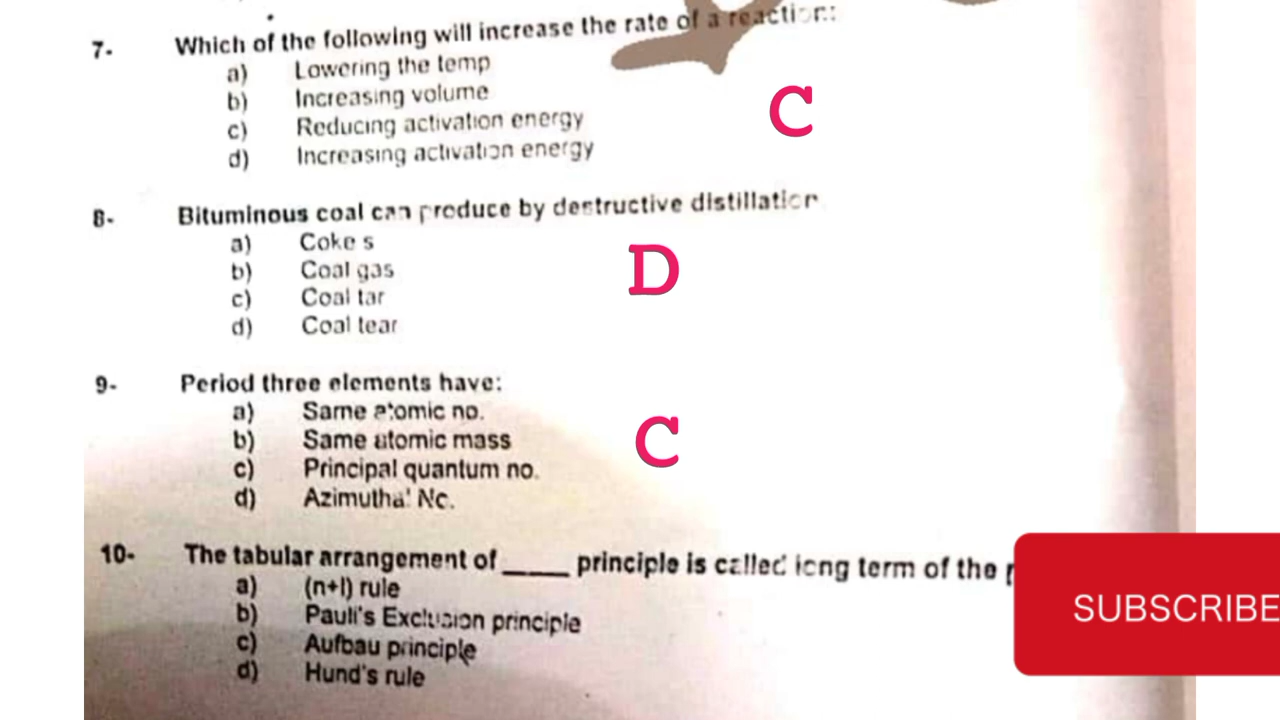 7- Which of the following will increase the rate of a reaction:
a) Lowering the temp
b) Increasing volume
c) Reducing activation energy
d) Increasing activation energy
C
8- Bituminous coal can produce by destructive distillation
a) Coke s
b) Coal gas
c) Coal tar
d) Coal tear
D
9- Period three elements have:
a) Same atomic no.
b) Same atomic mass
c) Principal quantum no.
d) Azimuthal No.
C
10- The tabular arrangement of _____ principle is called long term of the
a) (n+l) rule
b) Pauli's Exclusion principle
c) Aufbau principle
d) Hund's rule
SUBSCRIBE